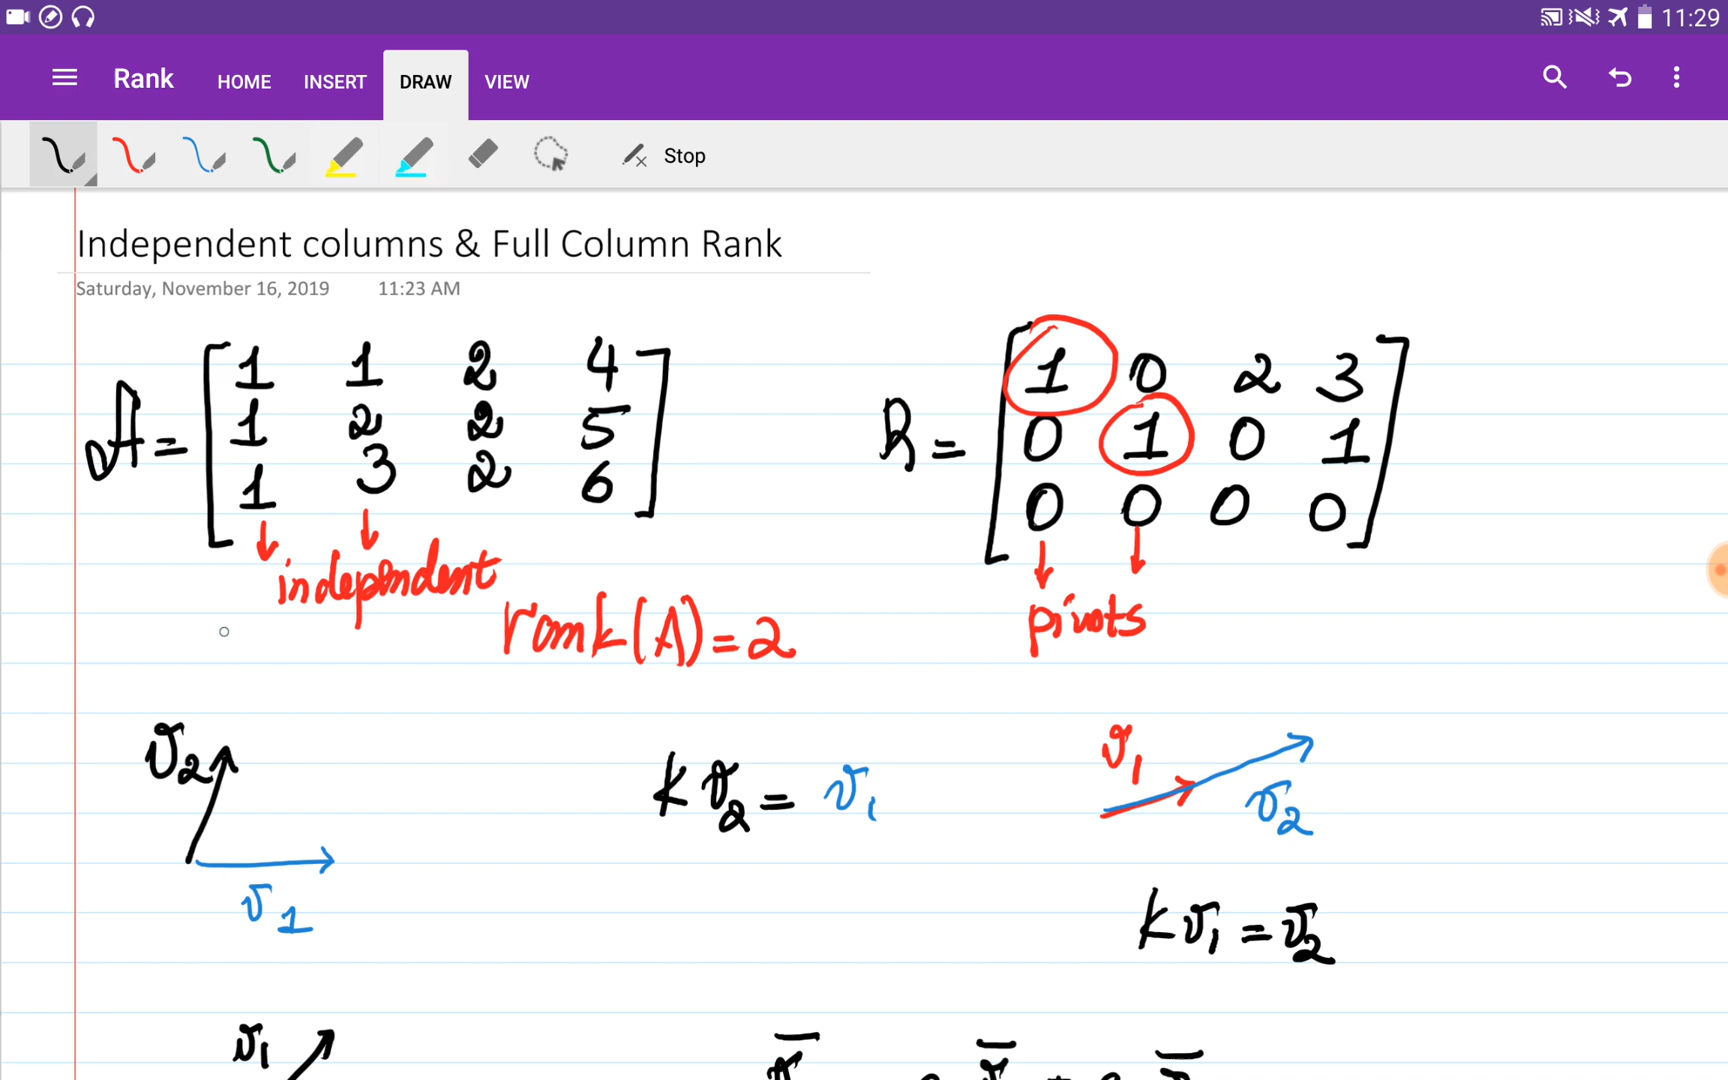 11:29
Rank HOME INSERT DRAW VIEW
Stop
Independent columns & Full Column Rank
Saturday, November 16, 2019 11:23 AM
A = [ 1 1 2 4
1 2 2 5
1 3 2 6 ]
R = [ 1 0 2 3
0 1 0 1
0 0 0 0 ]
independent
rank(A) = 2
pivots
v2
v1
k v2 = v1
v1
v2
k v1 = v2
v1